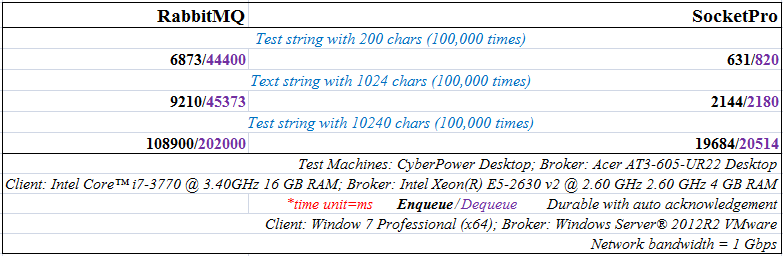 RabbitMQ SocketPro
Test string with 200 chars (100,000 times)
6873/44400 631/820
Text string with 1024 chars (100,000 times)
9210/45373 2144/2180
Test string with 10240 chars (100,000 times)
108900/202000 19684/20514
Test Machines: CyberPower Desktop; Broker: Acer AT3-605-UR22 Desktop
Client: Intel Core™ i7-3770 @ 3.40GHz 16 GB RAM; Broker: Intel Xeon(R) E5-2630 v2 @ 2.60 GHz 2.60 GHz 4 GB RAM
*time unit=ms Enqueue/Dequeue Durable with auto acknowledgement
Client: Window 7 Professional (x64); Broker: Windows Server® 2012R2 VMware
Network bandwidth = 1 Gbps